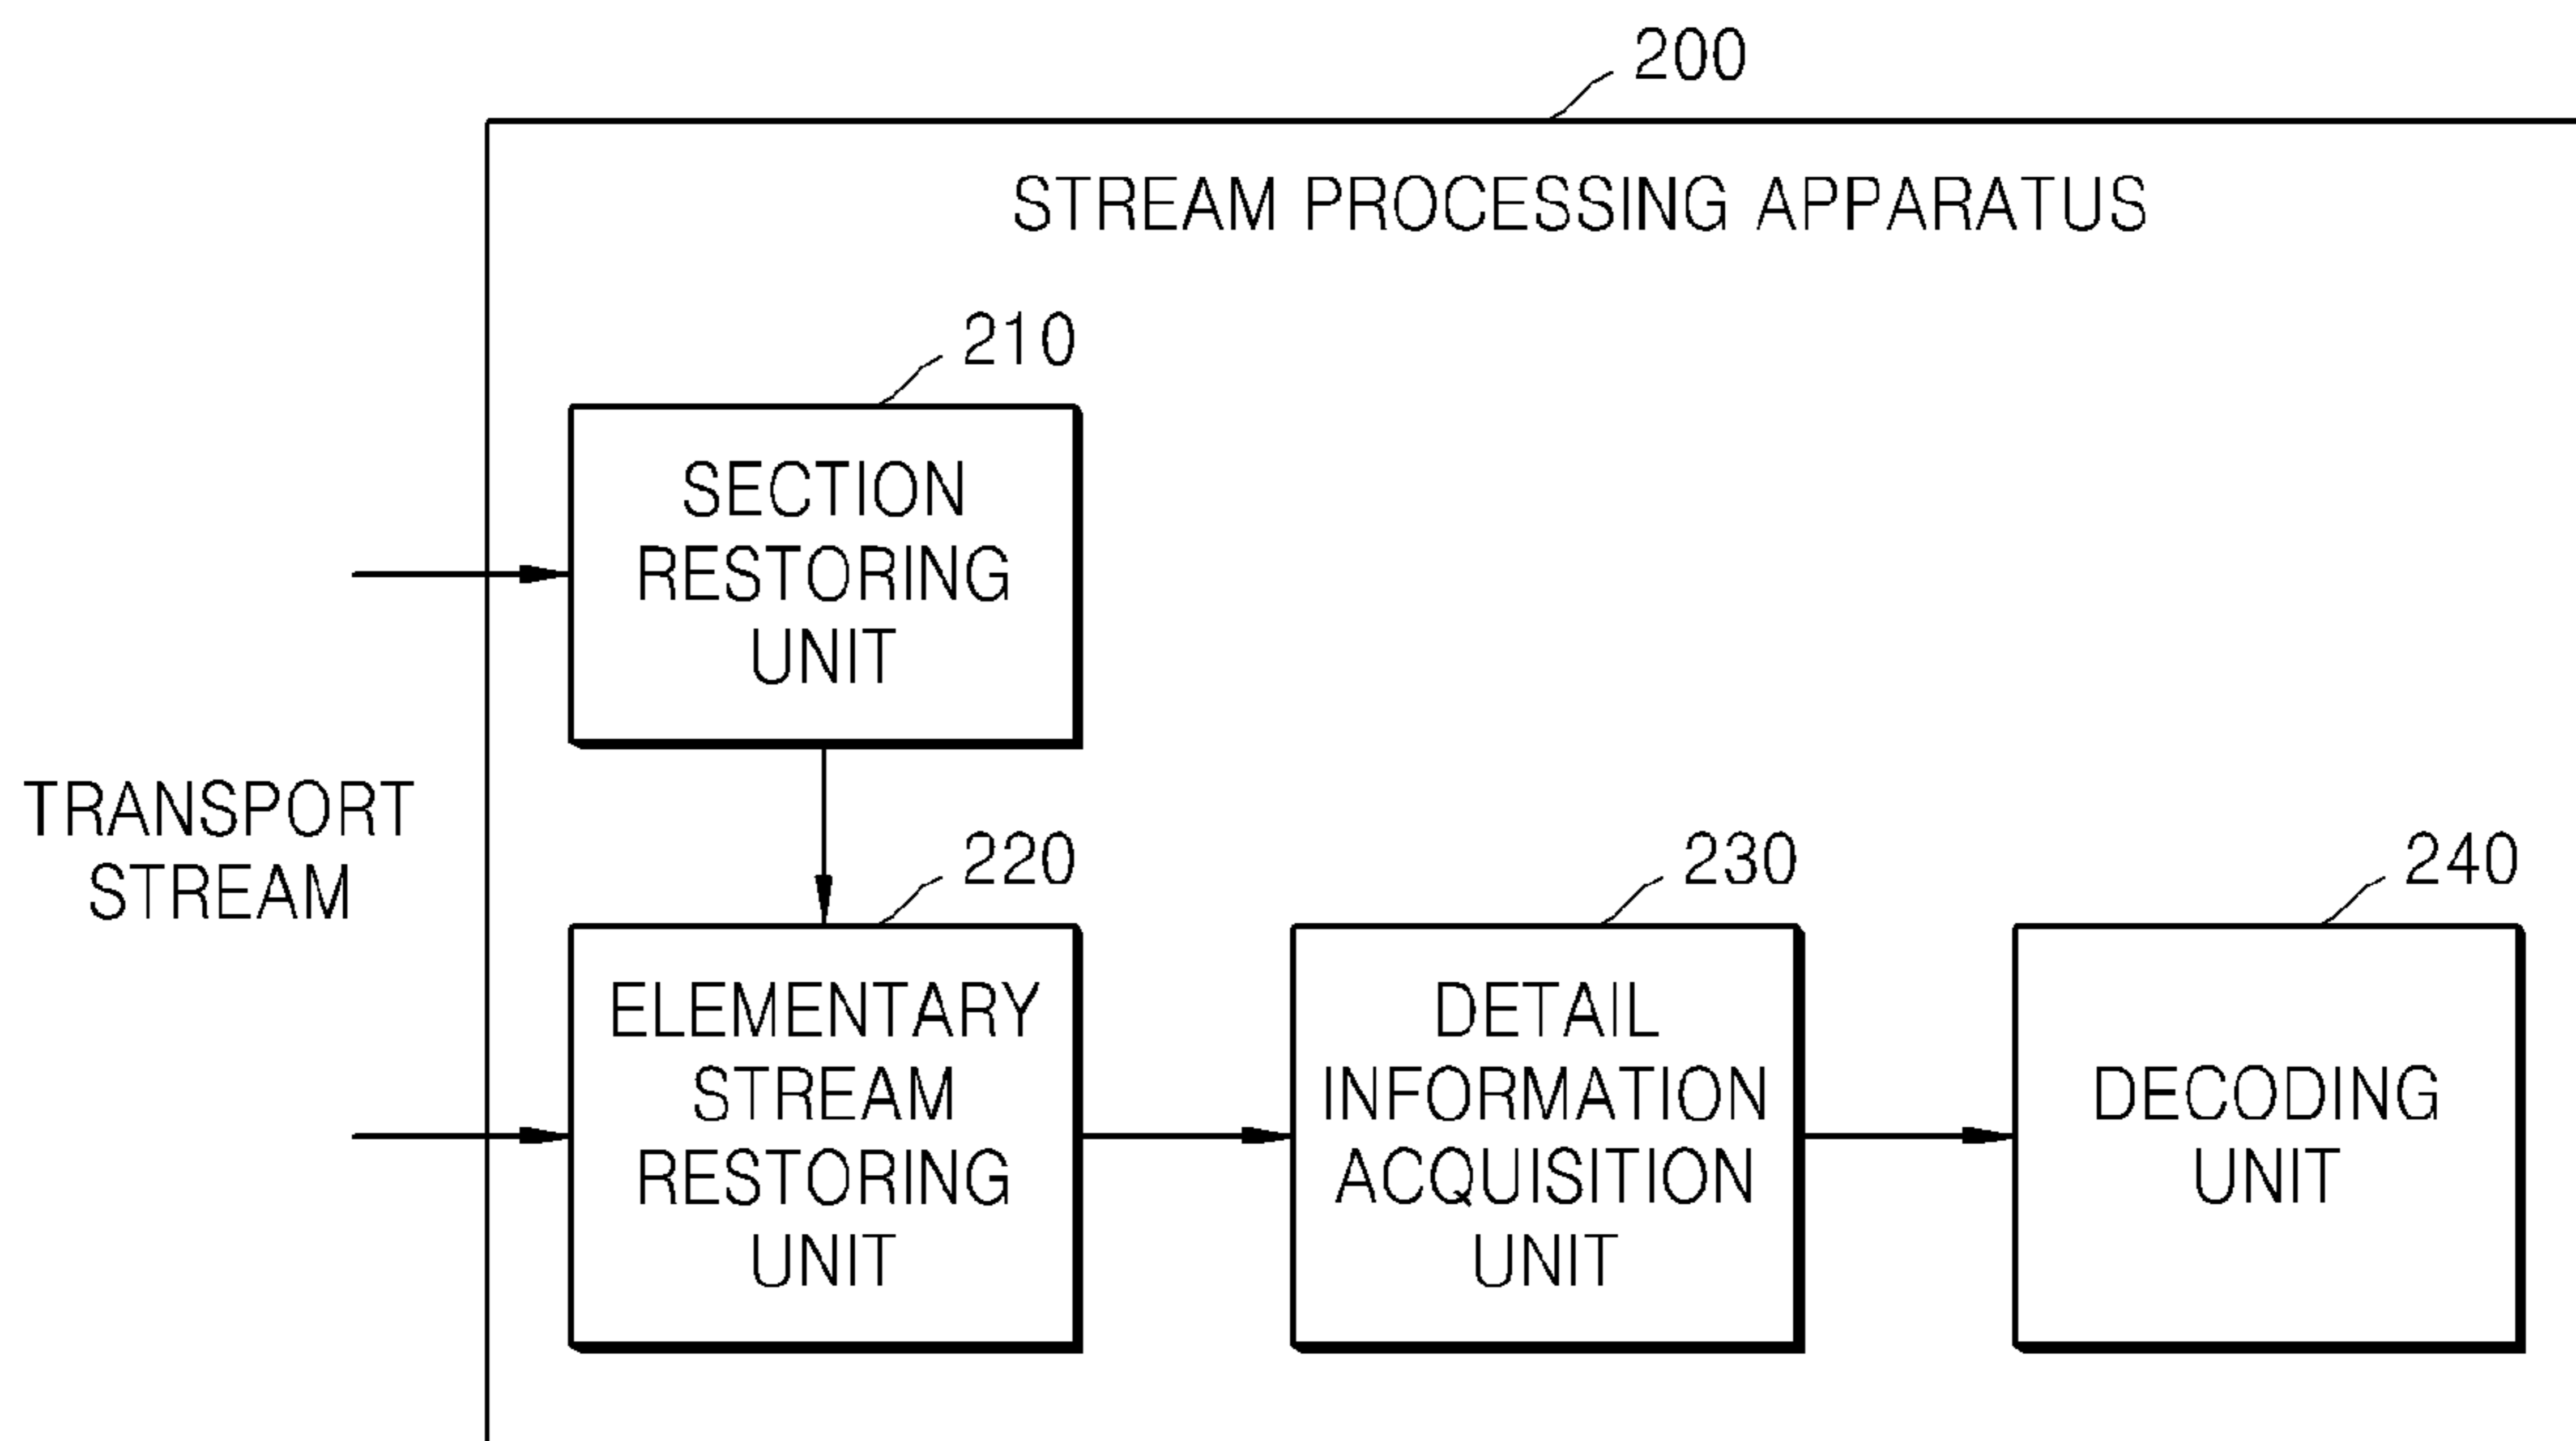 200
STREAM PROCESSING APPARATUS
210
SECTION
RESTORING
UNIT
TRANSPORT
STREAM
220
ELEMENTARY
STREAM
RESTORING
UNIT
230
DETAIL
INFORMATION
ACQUISITION
UNIT
240
DECODING
UNIT